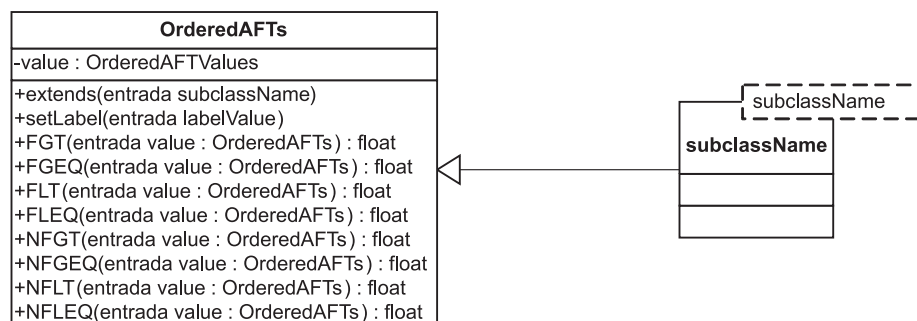 OrderedAFTs
-value : OrderedAFTValues
+extends(entrada subclassName)
+setLabel(entrada labelValue)
+FGT(entrada value : OrderedAFTs) : float
+FGEQ(entrada value : OrderedAFTs) : float
+FLT(entrada value : OrderedAFTs) : float
+FLEQ(entrada value : OrderedAFTs) : float
+NFGT(entrada value : OrderedAFTs) : float
+NFGEQ(entrada value : OrderedAFTs) : float
+NFLT(entrada value : OrderedAFTs) : float
+NFLEQ(entrada value : OrderedAFTs) : float
subclassName
subclassName